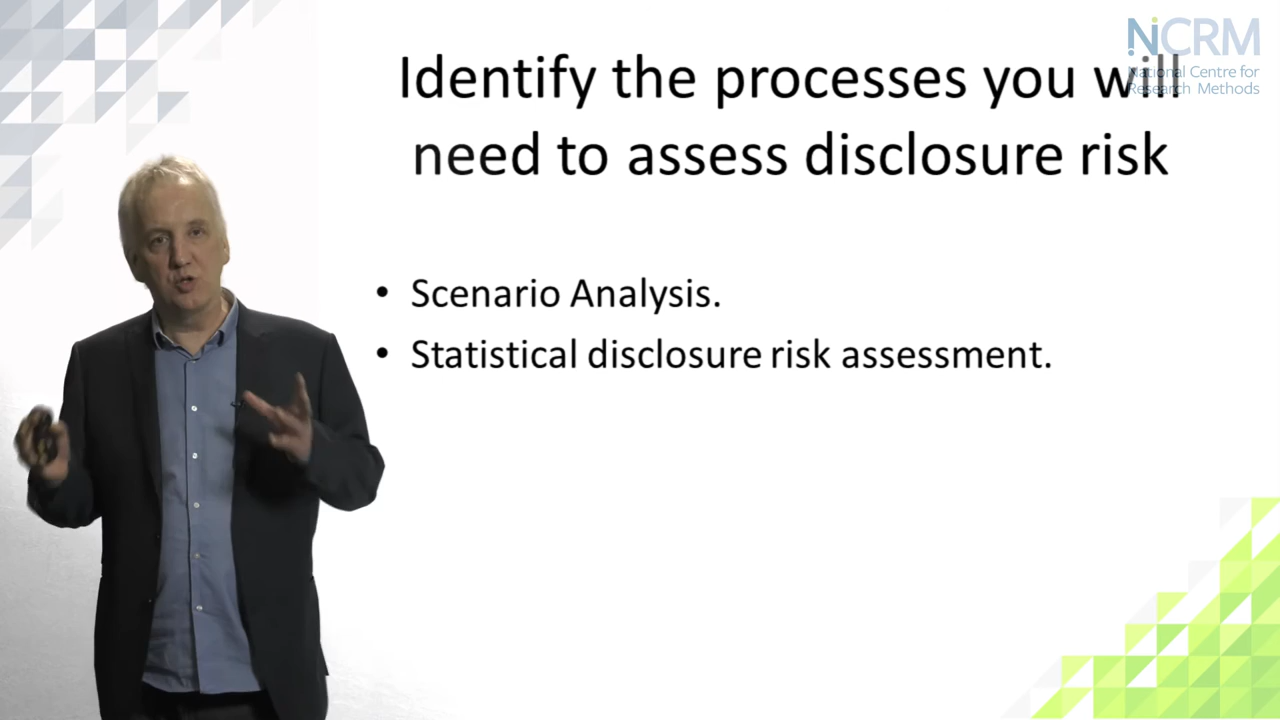 NCRM
National Centre for
Research Methods
Identify the processes you will
need to assess disclosure risk
• Scenario Analysis.
• Statistical disclosure risk assessment.